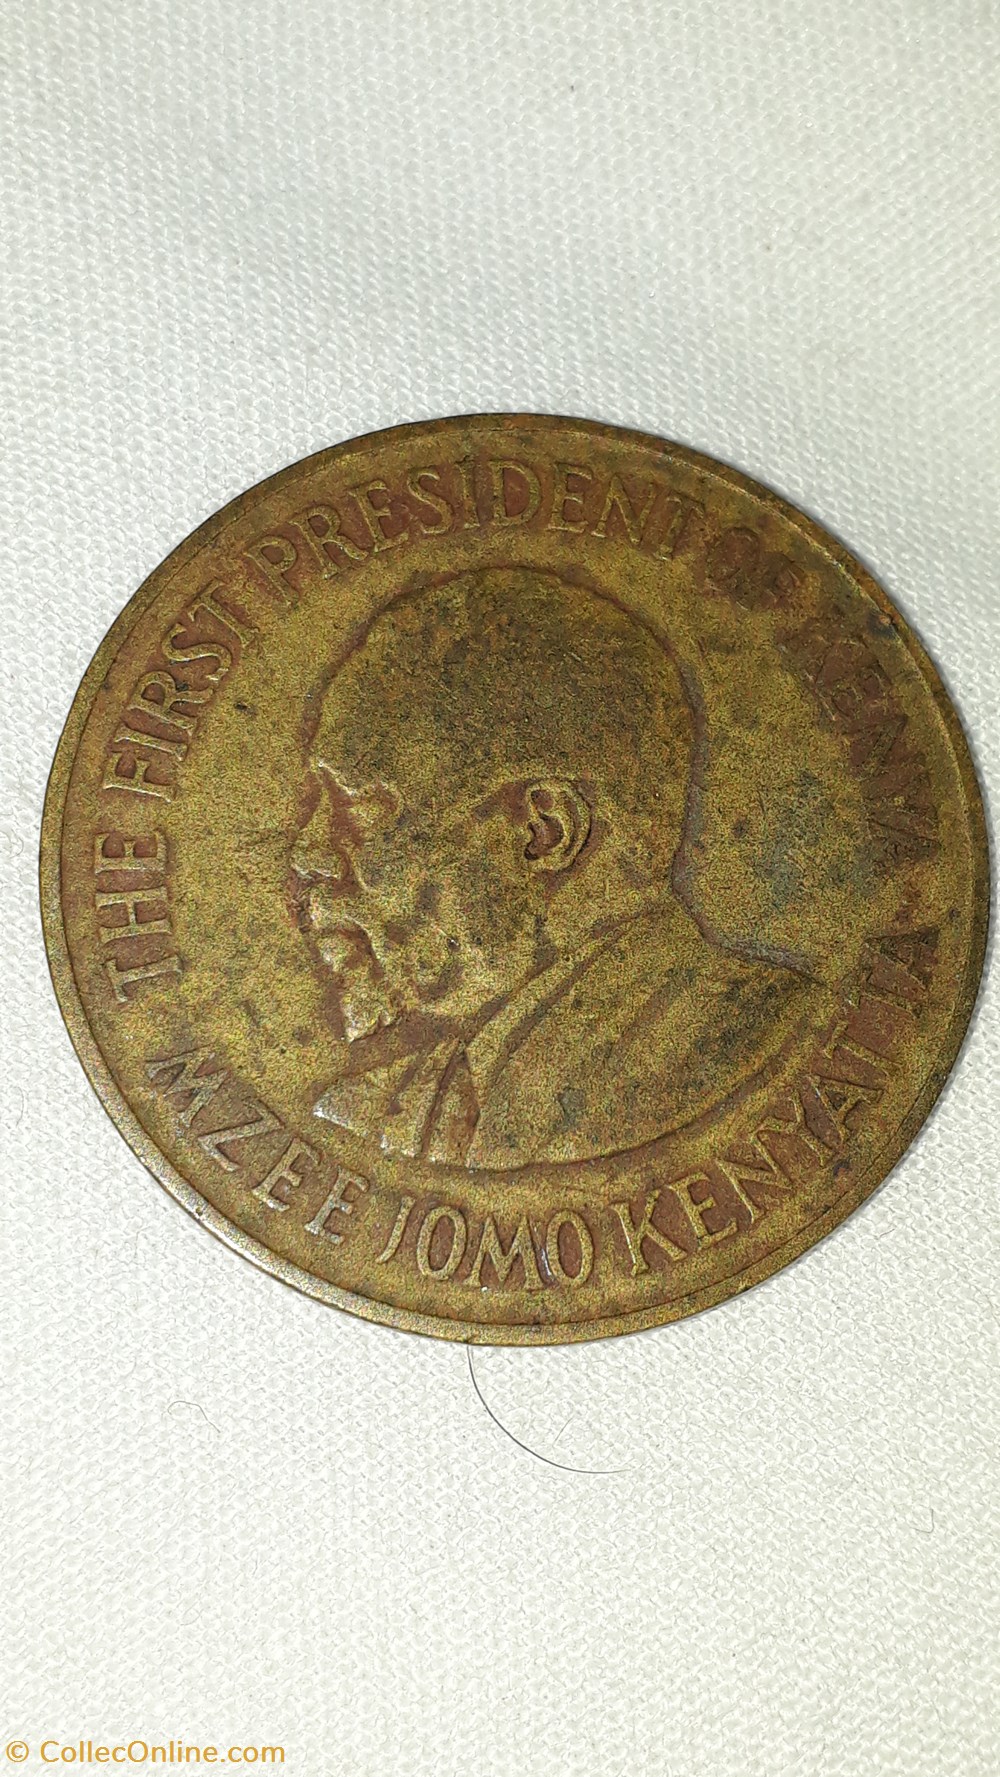 THE FIRST PRESIDENT OF KENYA
MZEE JOMO KENYATTA
© CollecOnline.com